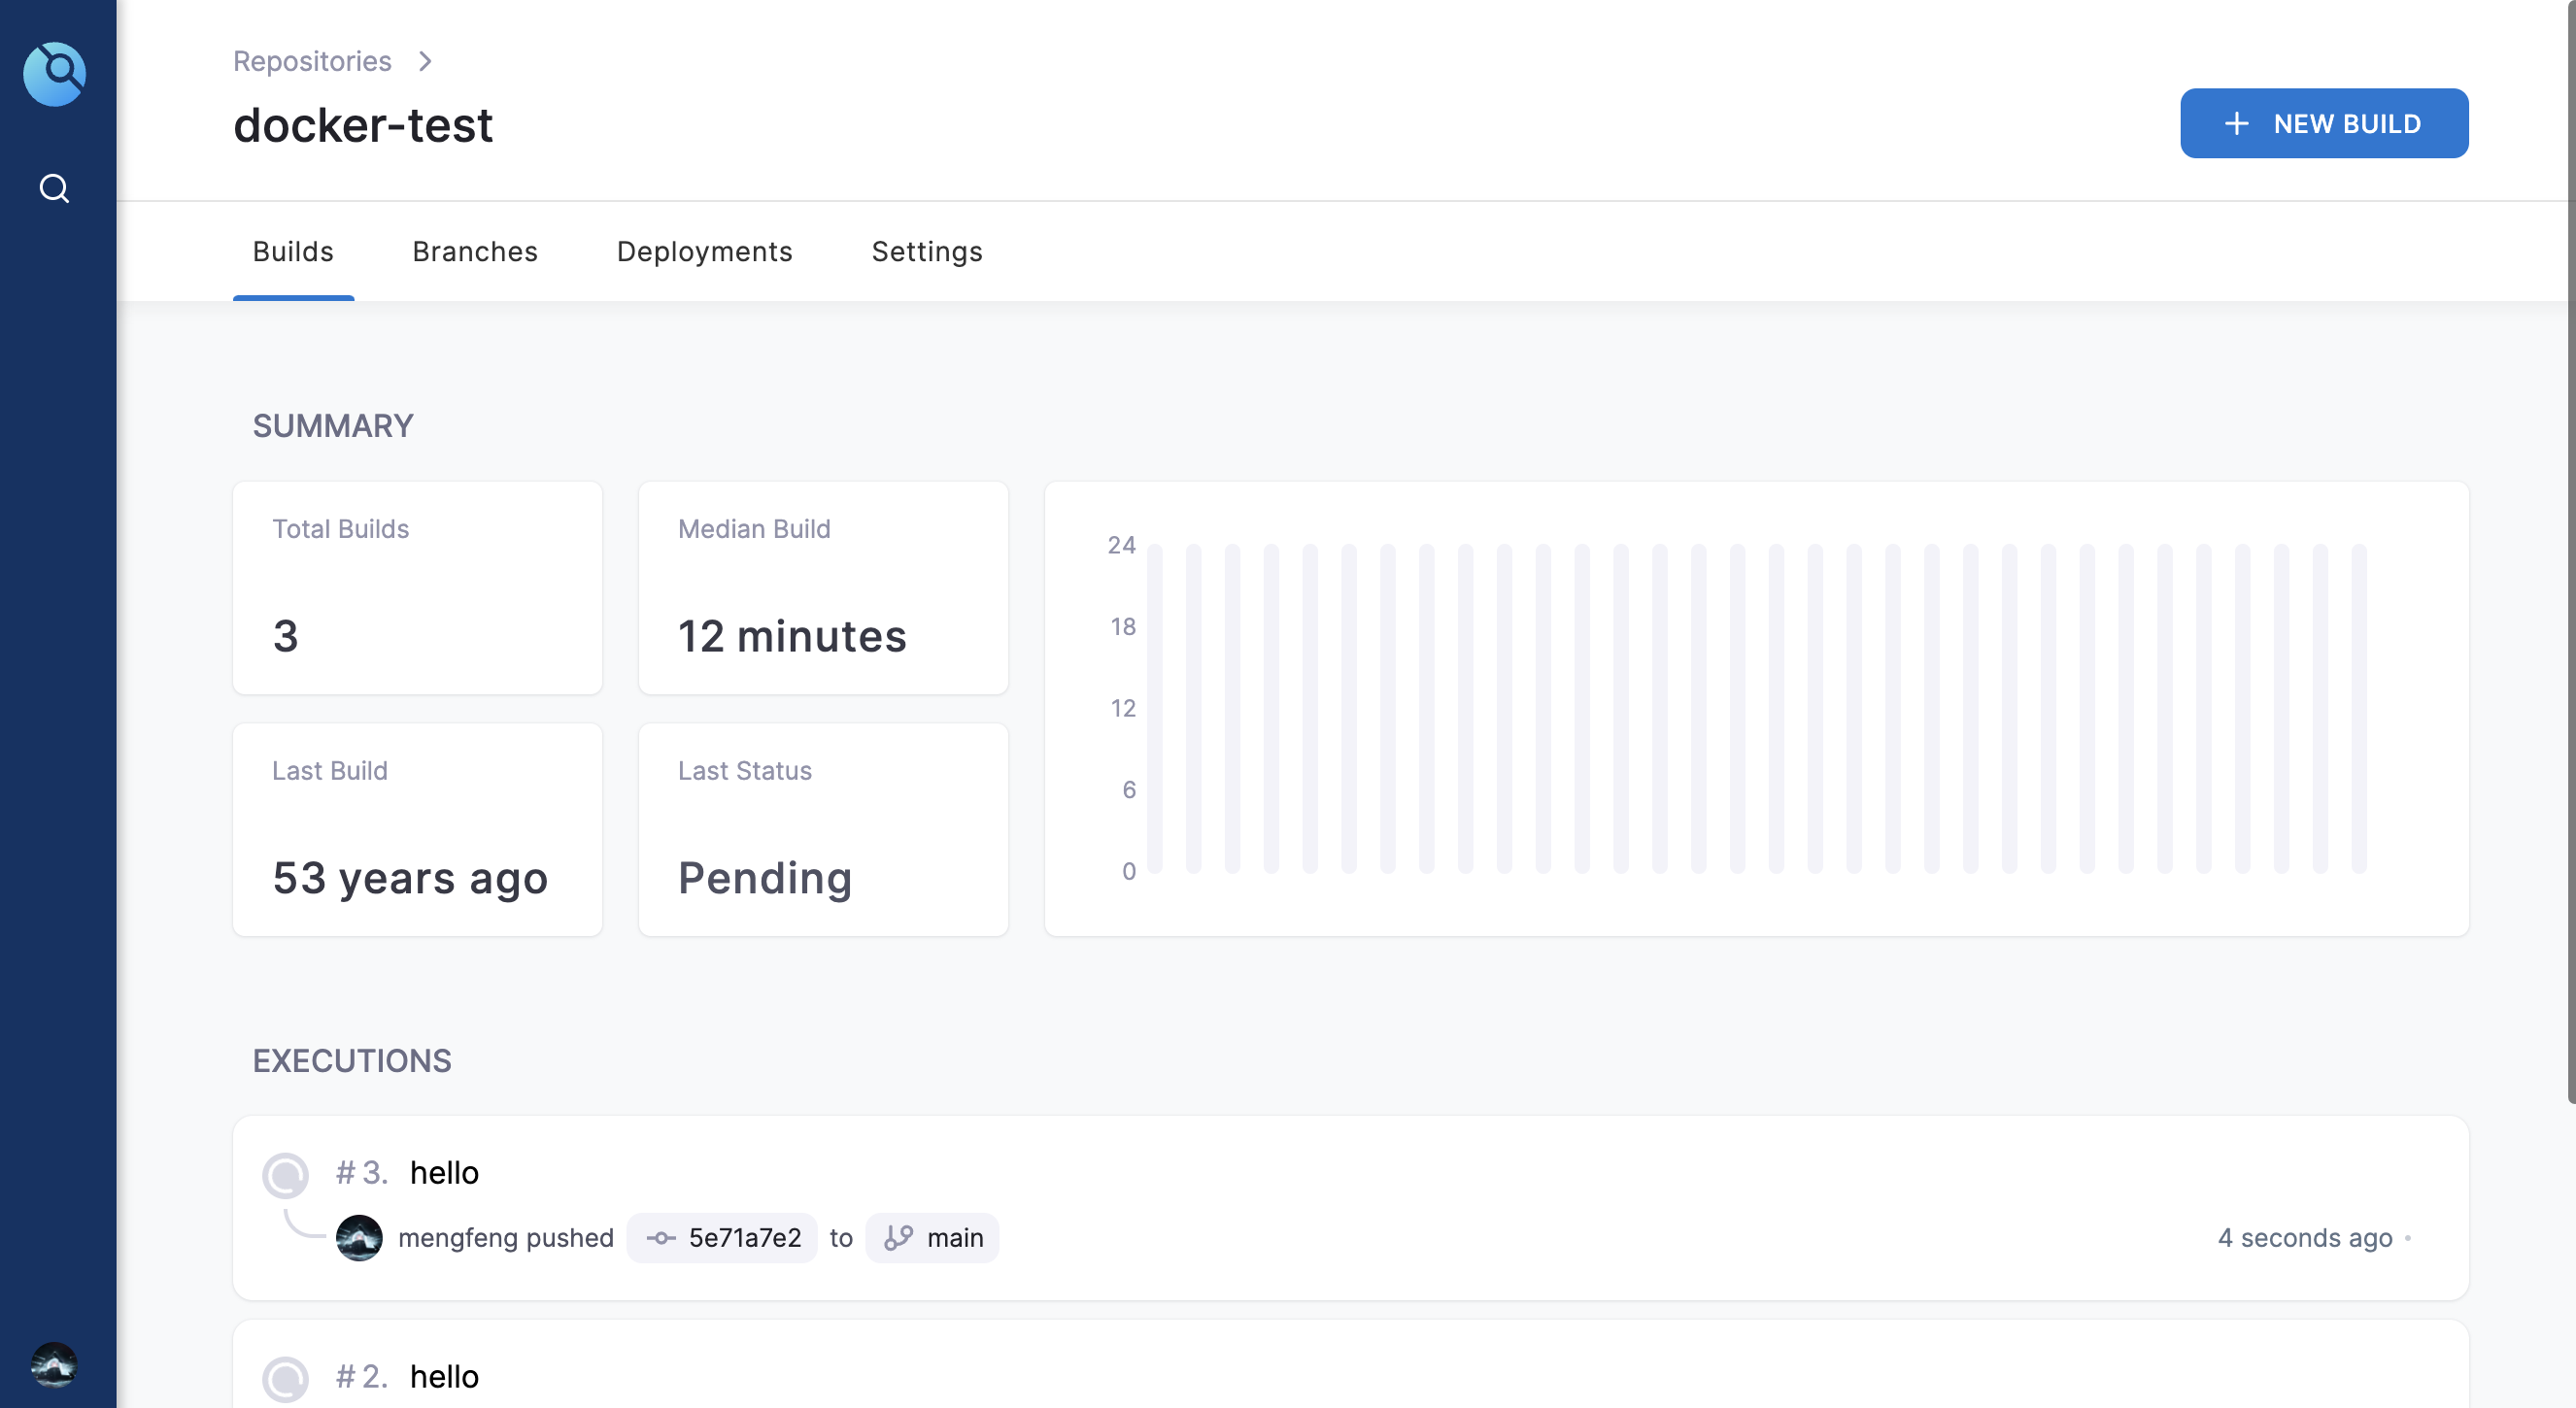 Repositories
docker-test
+ NEW BUILD
Builds Branches Deployments Settings
SUMMARY
Total Builds
3
Median Build
12 minutes
Last Build
53 years ago
Last Status
Pending
24
18
12
6
0
EXECUTIONS
# 3. hello
mengfeng pushed 5e71a7e2 to main
4 seconds ago
# 2. hello